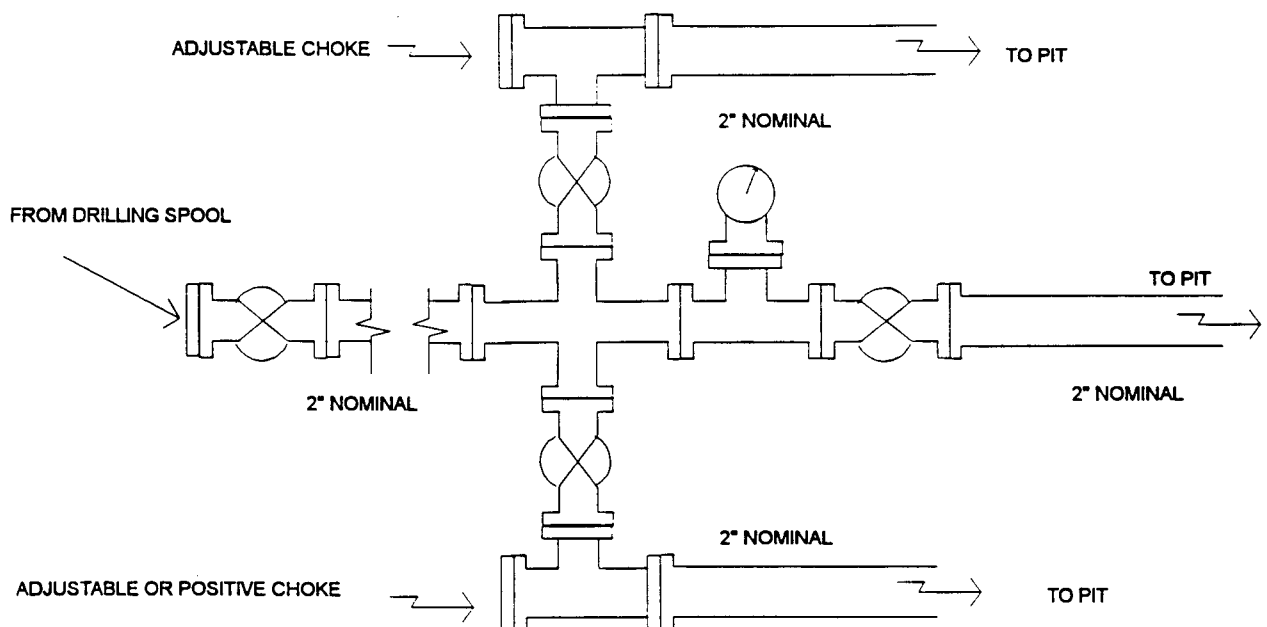 ADJUSTABLE CHOKE
TO PIT
2" NOMINAL
FROM DRILLING SPOOL
TO PIT
2" NOMINAL
2" NOMINAL
2" NOMINAL
ADJUSTABLE OR POSITIVE CHOKE
TO PIT